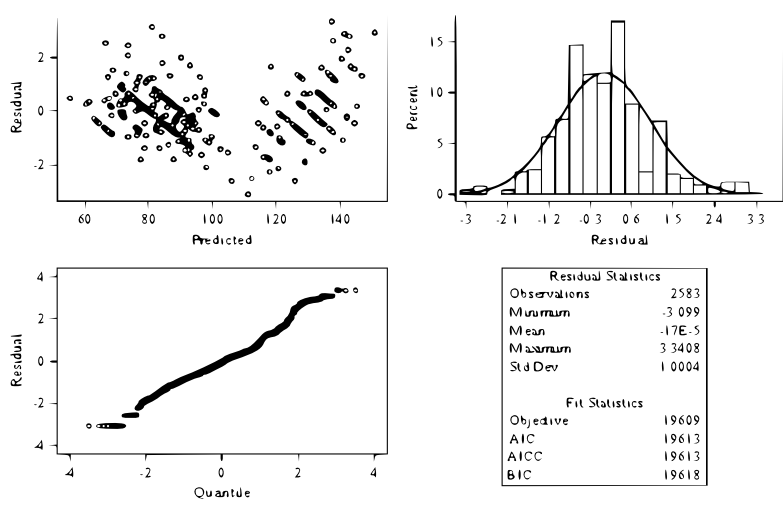 2
0
-2
Residual
60 80 100 120 140
Predicted
15
10
5
0
Percent
-3 -2 1 -1 2 -0 3 0 6 1 5 2 4 3 3
Residual
4
2
0
-2
-4
Residual
-4 -2 0 2 4
Quantile
Residual Statistics
Observations 2583
Minimum -3 099
Mean -17E-5
Maximum 3 3408
Std Dev 1 0004
Fit Statistics
Objective 19609
AIC 19613
AICC 19613
BIC 19618